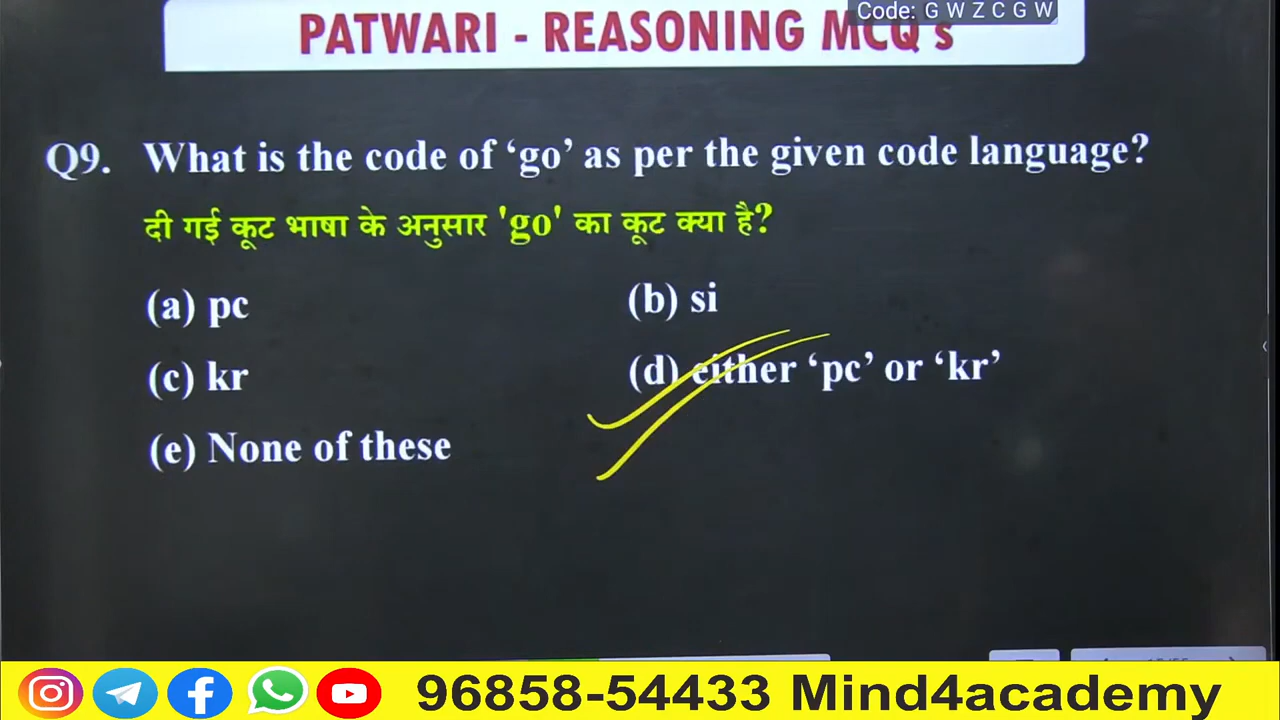 Code: G W Z C G W
PATWARI - REASONING MCQ's
Q9. What is the code of ‘go’ as per the given code language?
दी गई कूट भाषा के अनुसार 'go' का कूट क्या है?
(a) pc
(b) si
(c) kr
(d) either ‘pc’ or ‘kr’
(e) None of these
96858-54433 Mind4academy